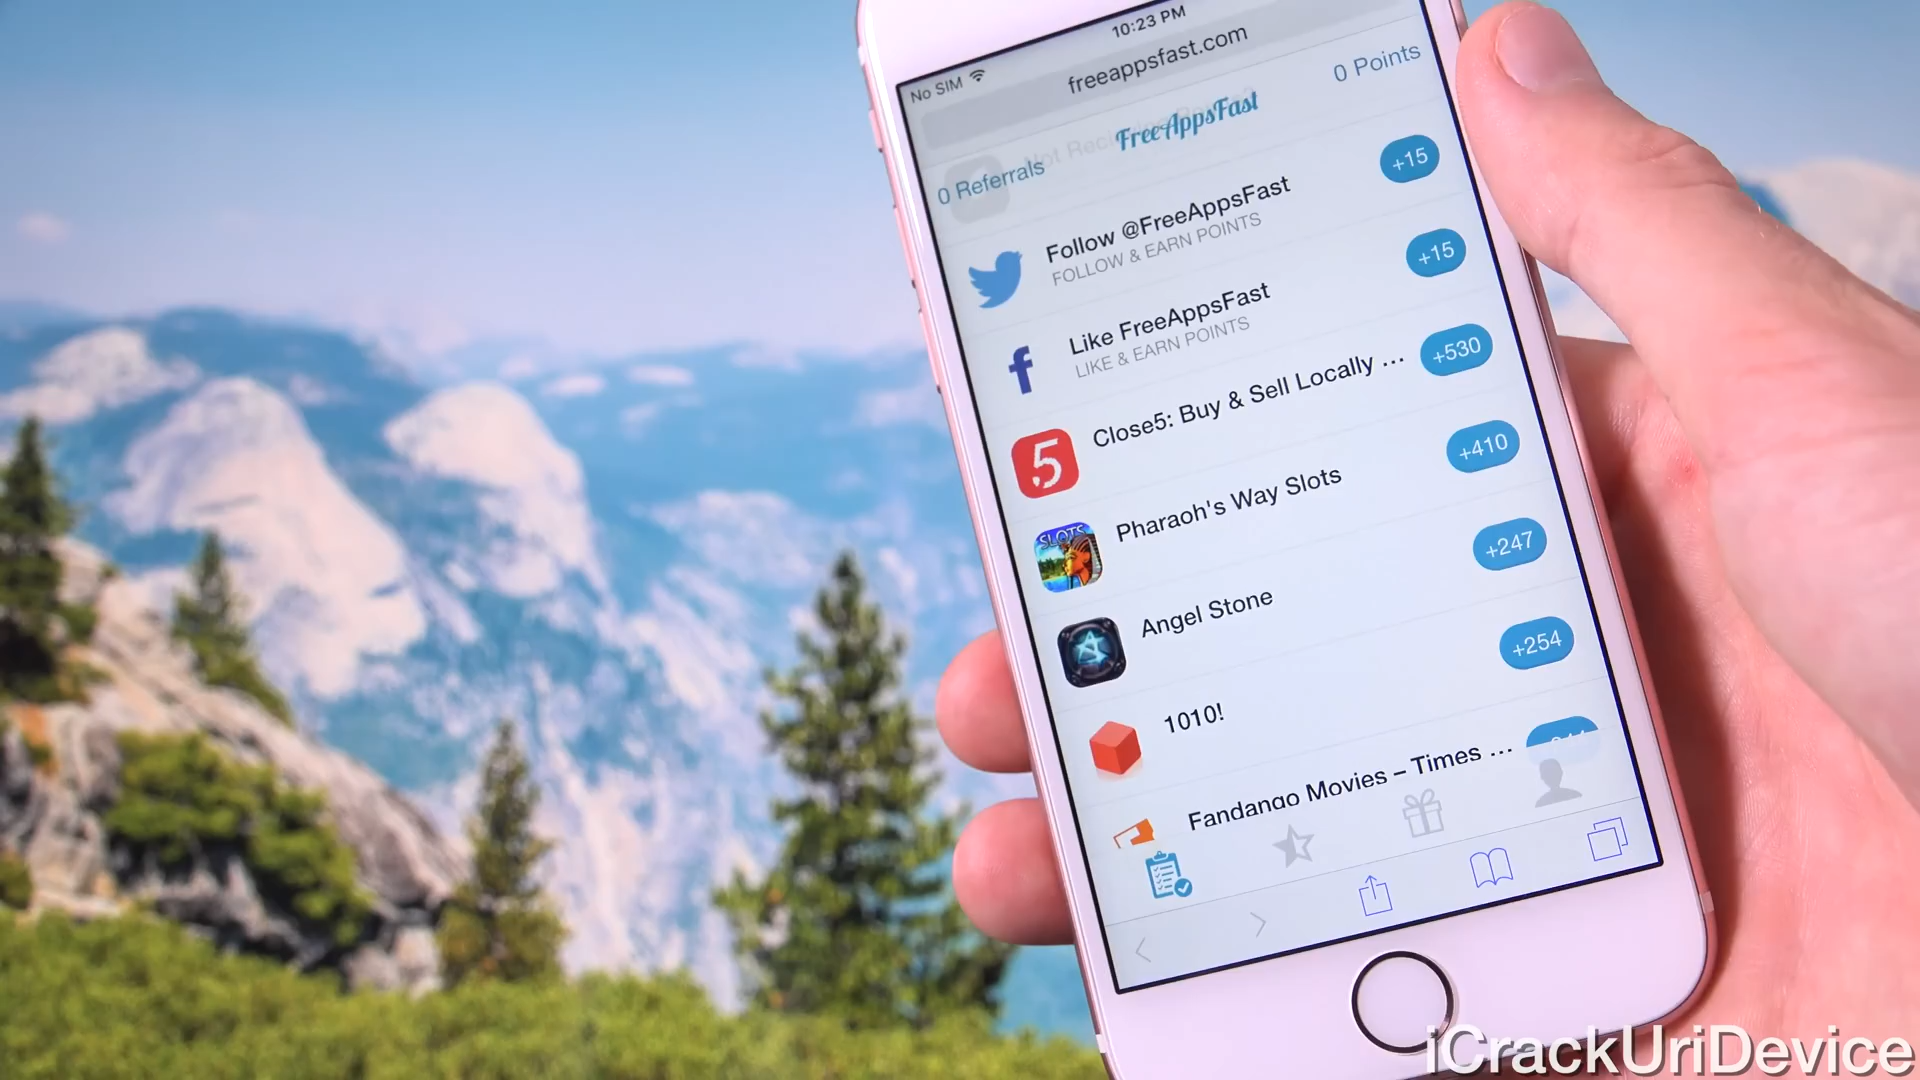 10:23 PM
No SIM
freeappsfast.com
0 Points
FreeAppsFast
0 Referrals
Follow @FreeAppsFast
FOLLOW & EARN POINTS
+15
Like FreeAppsFast
LIKE & EARN POINTS
+15
Close5: Buy & Sell Locally ...
+530
5
Pharaoh's Way Slots
+410
SLOTS
Angel Stone
+247
1010!
+254
Fandango Movies – Times ...
iCrackUriDevice